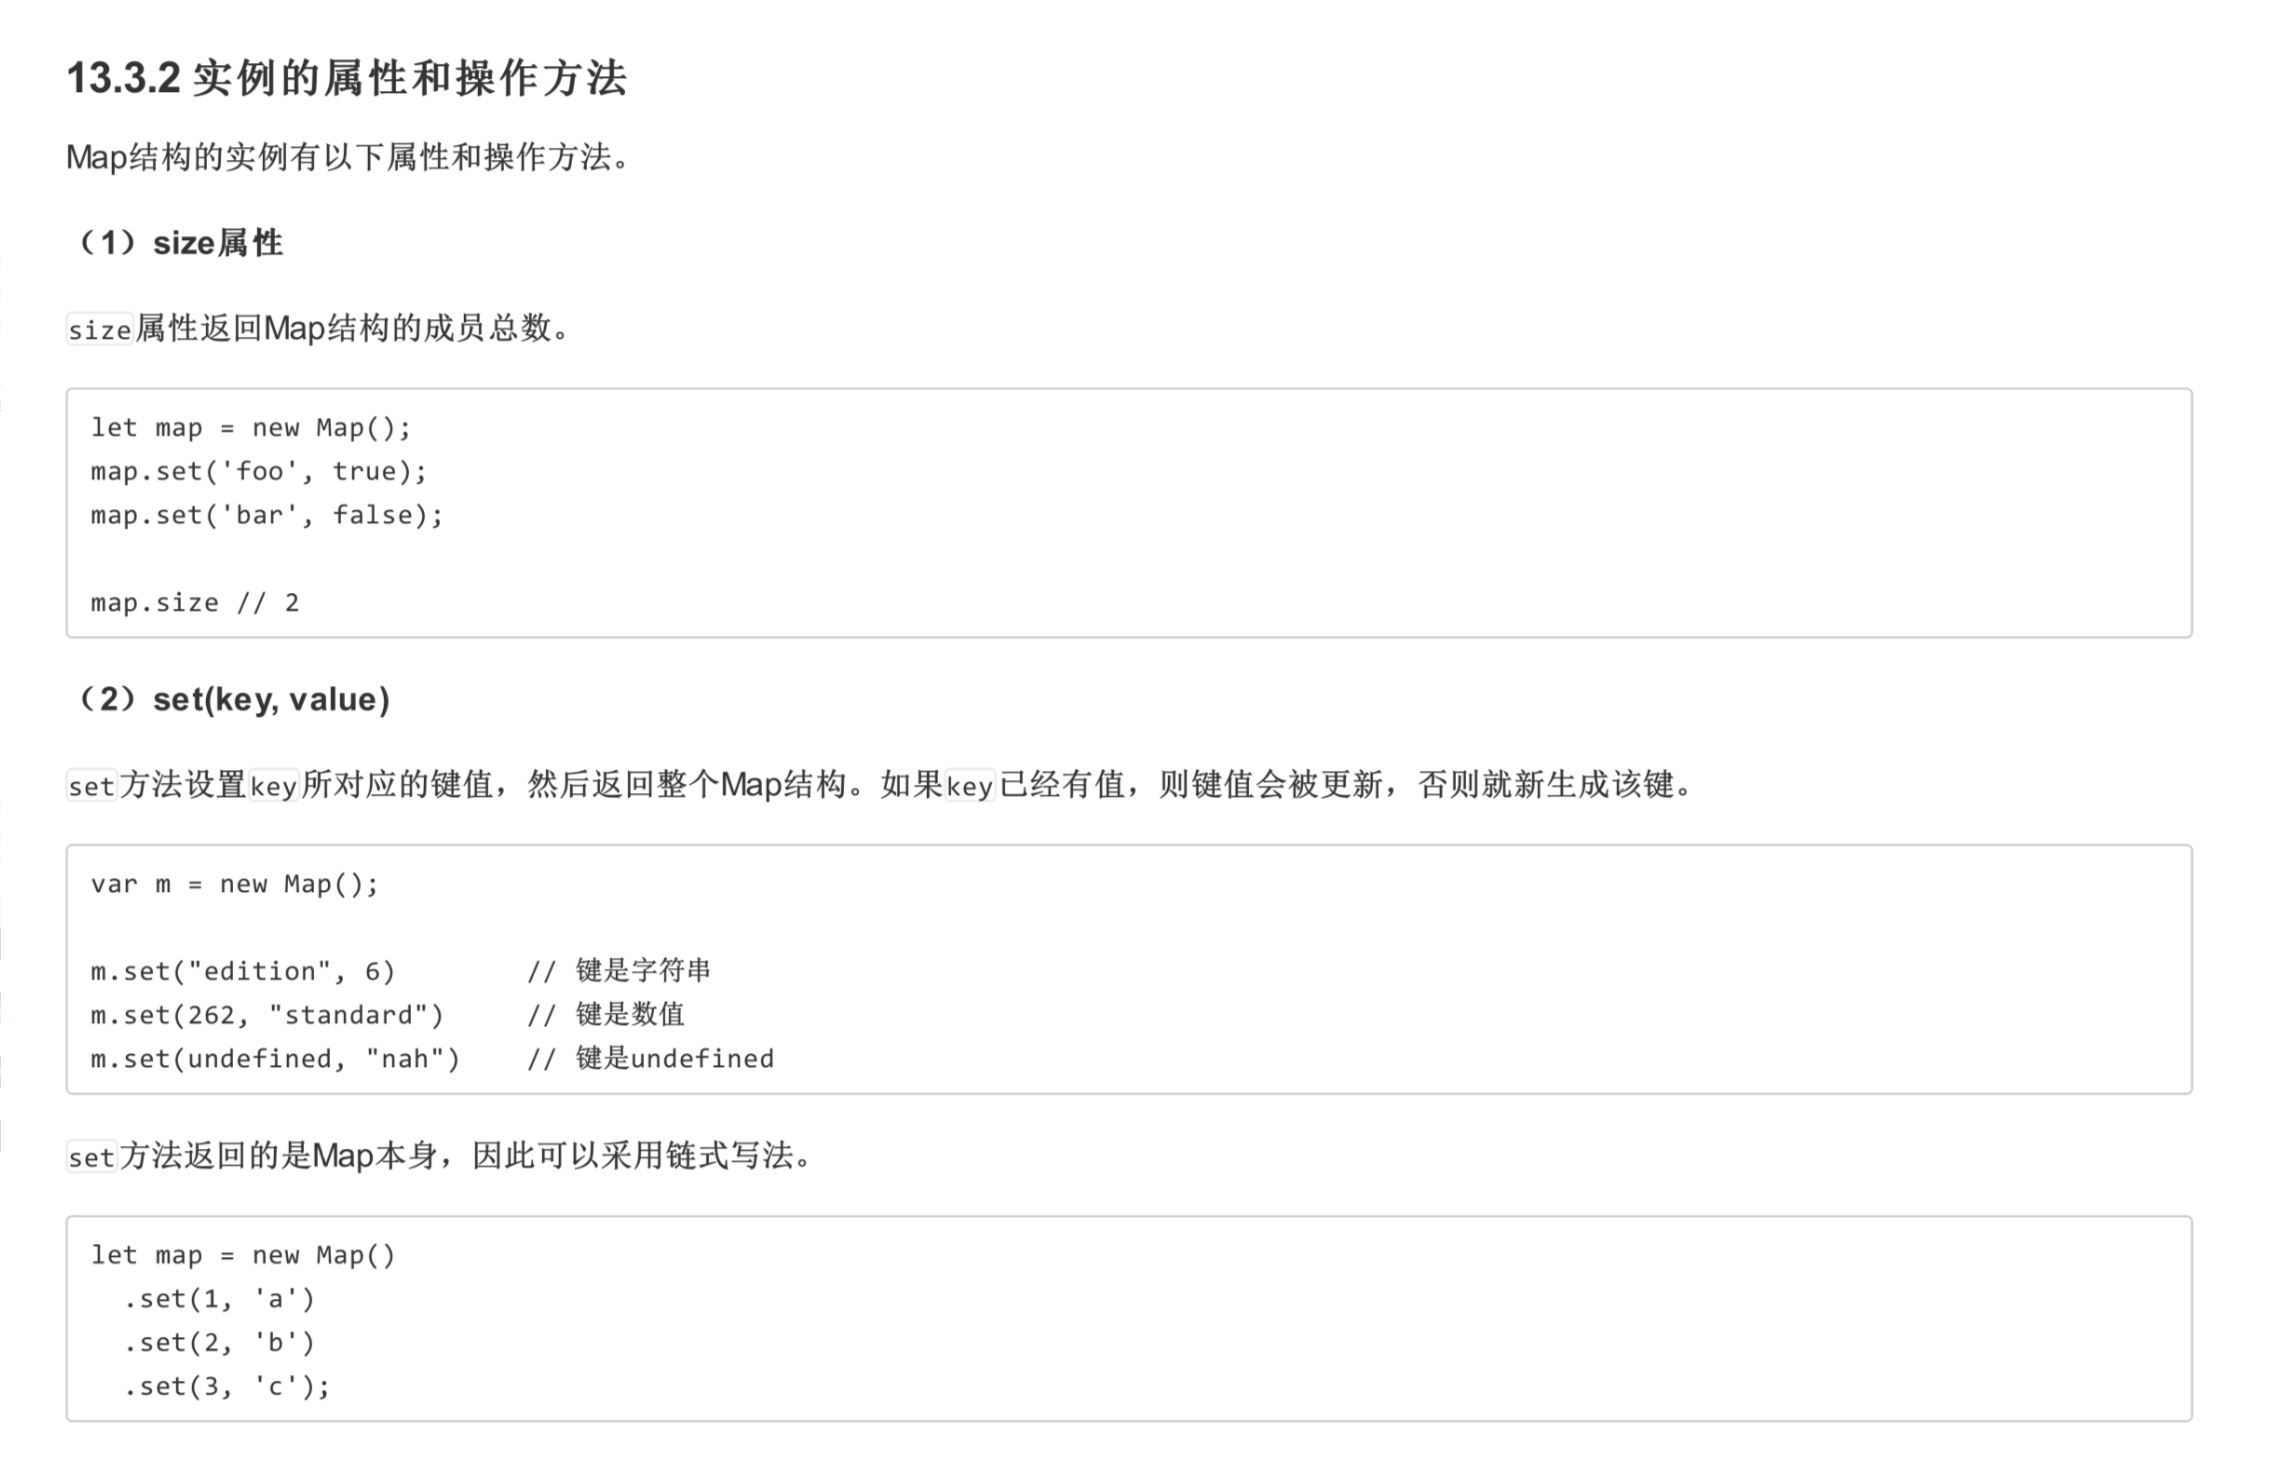 13.3.2 实例的属性和操作方法
Map结构的实例有以下属性和操作方法。
（1）size属性
size属性返回Map结构的成员总数。
let map = new Map();
map.set('foo', true);
map.set('bar', false);
map.size // 2
（2）set(key, value)
set方法设置key所对应的键值，然后返回整个Map结构。如果key已经有值，则键值会被更新，否则就新生成该键。
var m = new Map();
m.set("edition", 6)        // 键是字符串
m.set(262, "standard")     // 键是数值
m.set(undefined, "nah")    // 键是undefined
set方法返回的是Map本身，因此可以采用链式写法。
let map = new Map()
  .set(1, 'a')
  .set(2, 'b')
  .set(3, 'c');